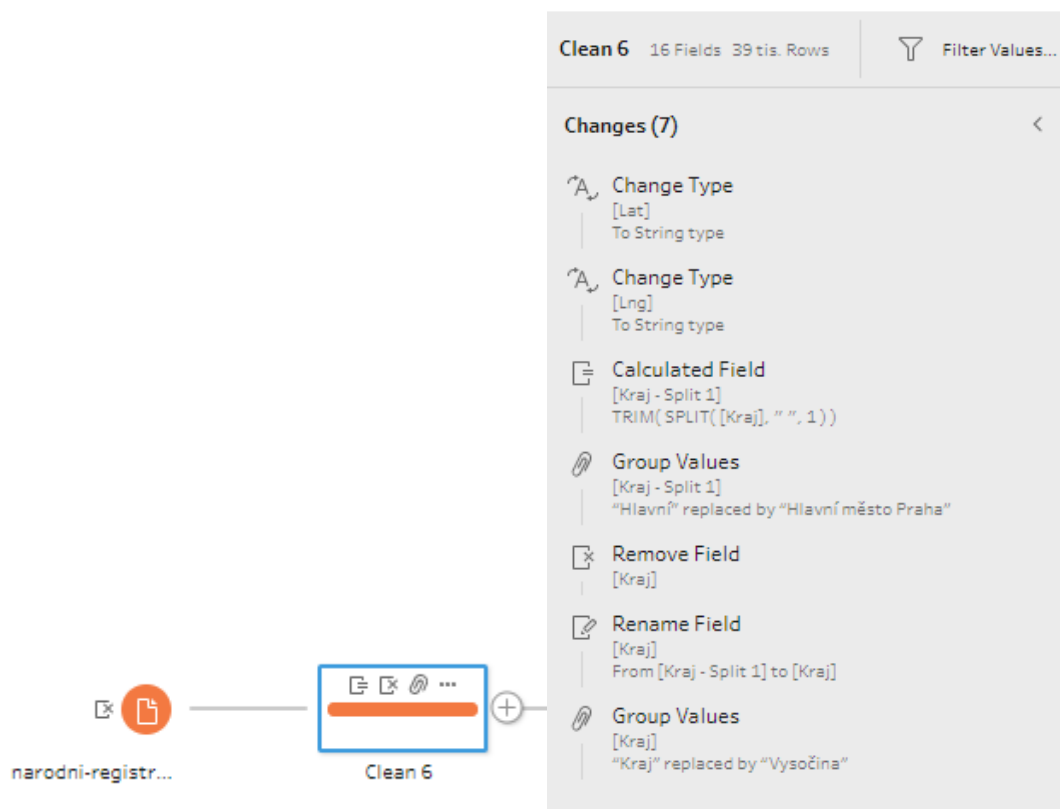 Clean 6 16 Fields 39 tis. Rows Filter Values...
Changes (7)
Change Type
[Lat]
To String type
Change Type
[Lng]
To String type
Calculated Field
[Kraj - Split 1]
TRIM( SPLIT( [Kraj], " ", 1 ) )
Group Values
[Kraj - Split 1]
"Hlavní" replaced by "Hlavní město Praha"
Remove Field
[Kraj]
Rename Field
[Kraj]
From [Kraj - Split 1] to [Kraj]
Group Values
[Kraj]
"Kraj" replaced by "Vysočina"
narodni-registr...
Clean 6